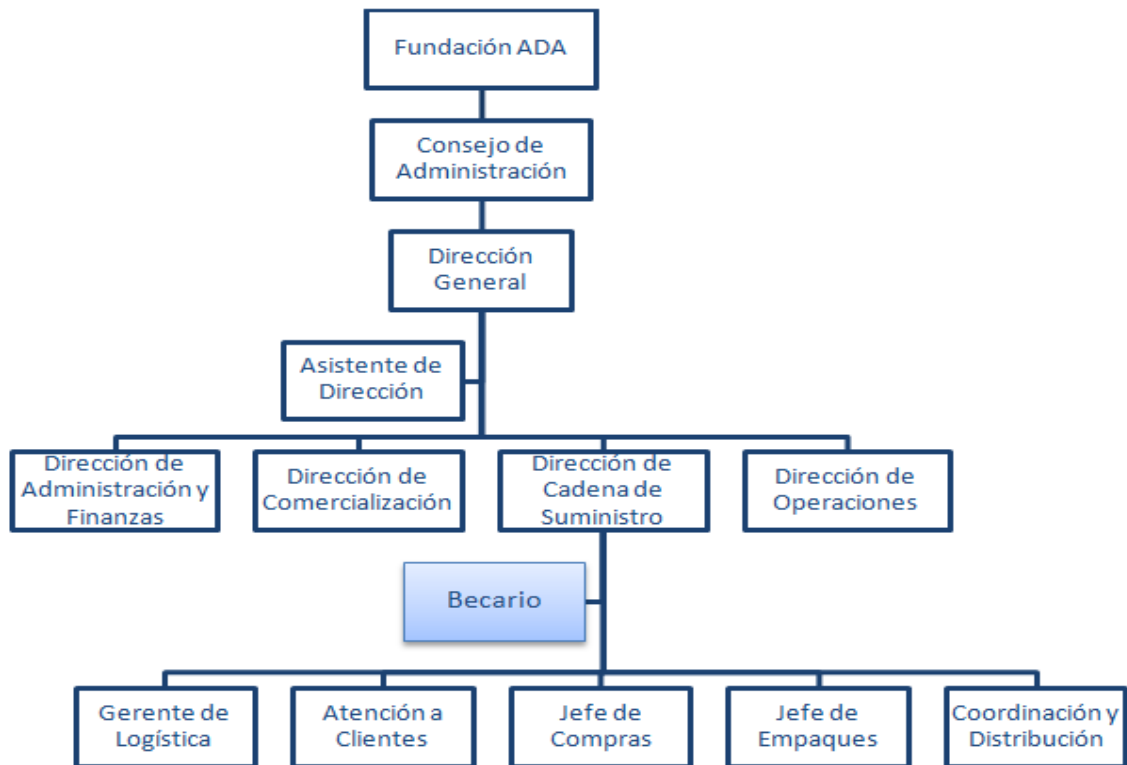 Fundación ADA
Consejo de
Administración
Dirección
General
Asistente de
Dirección
Dirección de
Administración y
Finanzas
Dirección de
Comercialización
Dirección de
Cadena de
Suministro
Dirección de
Operaciones
Becario
Gerente de
Logística
Atención a
Clientes
Jefe de
Compras
Jefe de
Empaques
Coordinación y
Distribución